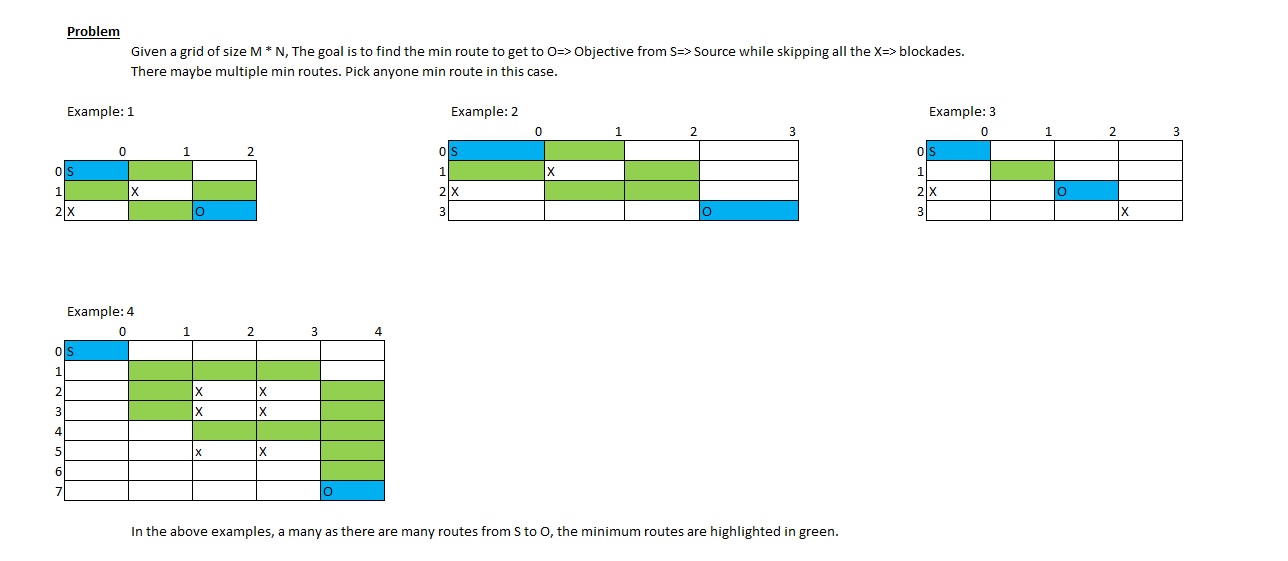 Problem
Given a grid of size M * N, The goal is to find the min route to get to O=> Objective from S=> Source while skipping all the X=> blockades.
There maybe multiple min routes. Pick anyone min route in this case.
Example: 1
0 1 2
0 S
1 X
2 X O
Example: 2
0 1 2 3
0 S
1 X
2 X
3 O
Example: 3
0 1 2 3
0 S
1
2 X O
3 X
Example: 4
0 1 2 3 4
0 S
1
2 X X
3 X X
4
5 x X
6
7 O
In the above examples, a many as there are many routes from S to O, the minimum routes are highlighted in green.